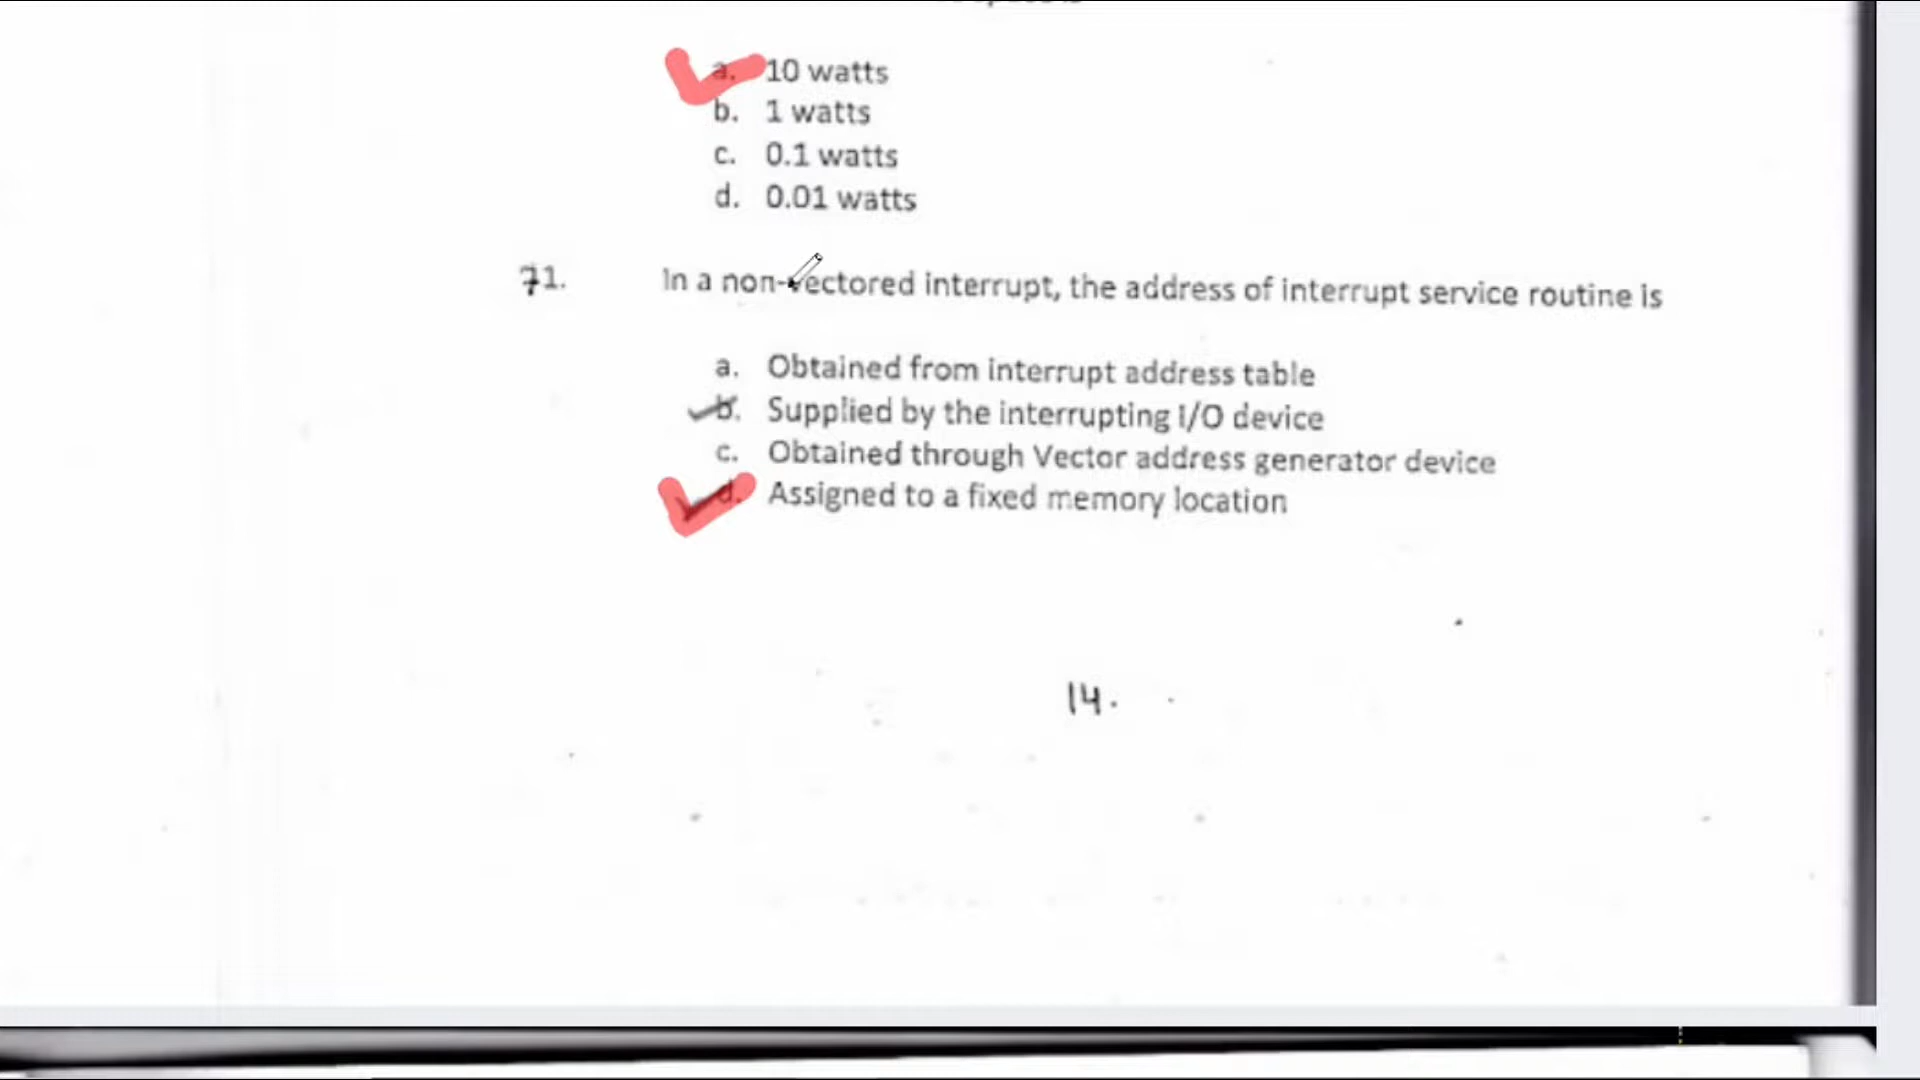 a. 10 watts
b. 1 watts
c. 0.1 watts
d. 0.01 watts
71. In a non-vectored interrupt, the address of interrupt service routine is
a. Obtained from interrupt address table
b. Supplied by the interrupting I/O device
c. Obtained through Vector address generator device
d. Assigned to a fixed memory location
14.